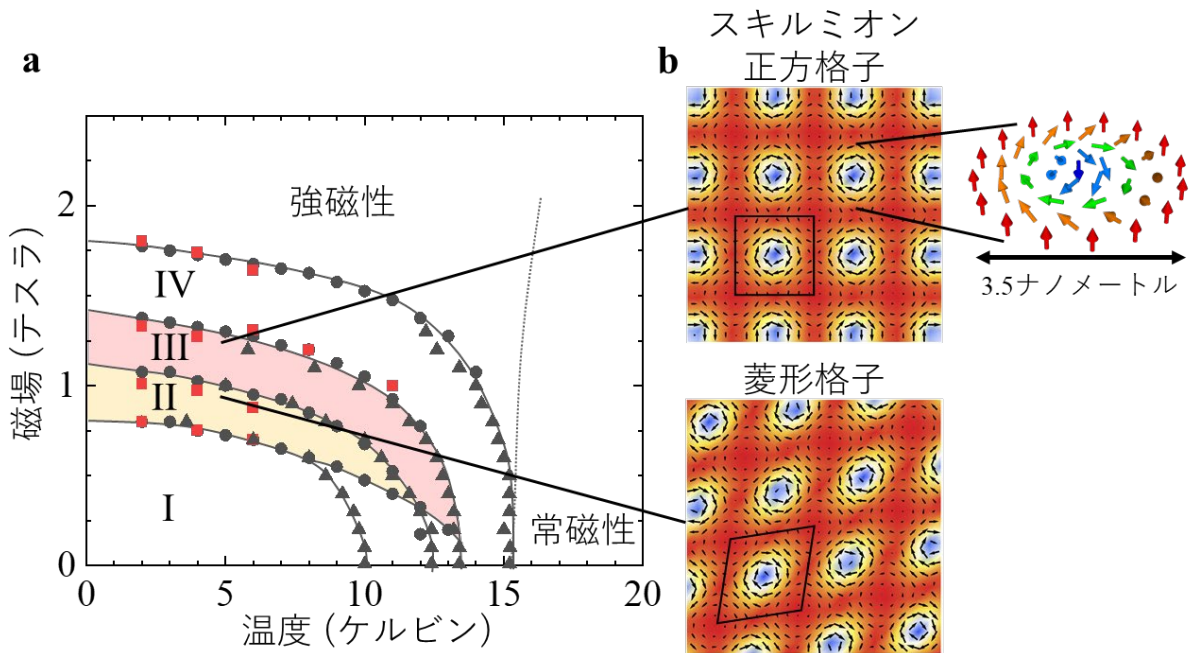 a
磁場 (テスラ)
2
1
0
強磁性
IV
III
II
I
常磁性
0
5
10
15
20
温度 (ケルビン)
b
スキルミオン
正方格子
3.5ナノメートル
菱形格子